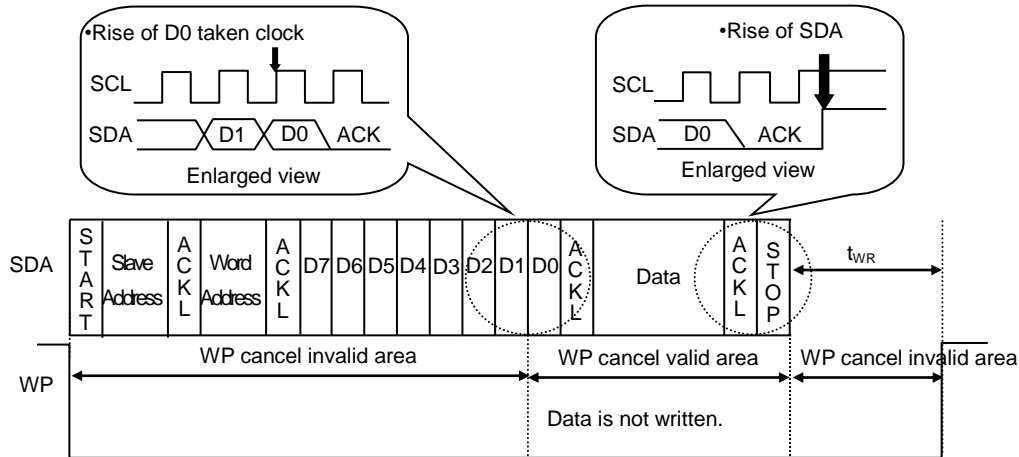 •Rise of D0 taken clock
SCL
SDA D1 D0 ACK
Enlarged view
•Rise of SDA
SCL
SDA D0 ACK
Enlarged view
SDA START Slave Address ACKL Word Address ACKL D7 D6 D5 D4 D3 D2 D1 D0 ACKL Data ACKL STOP tWR
WP cancel invalid area WP cancel valid area WP cancel invalid area
WP
Data is not written.